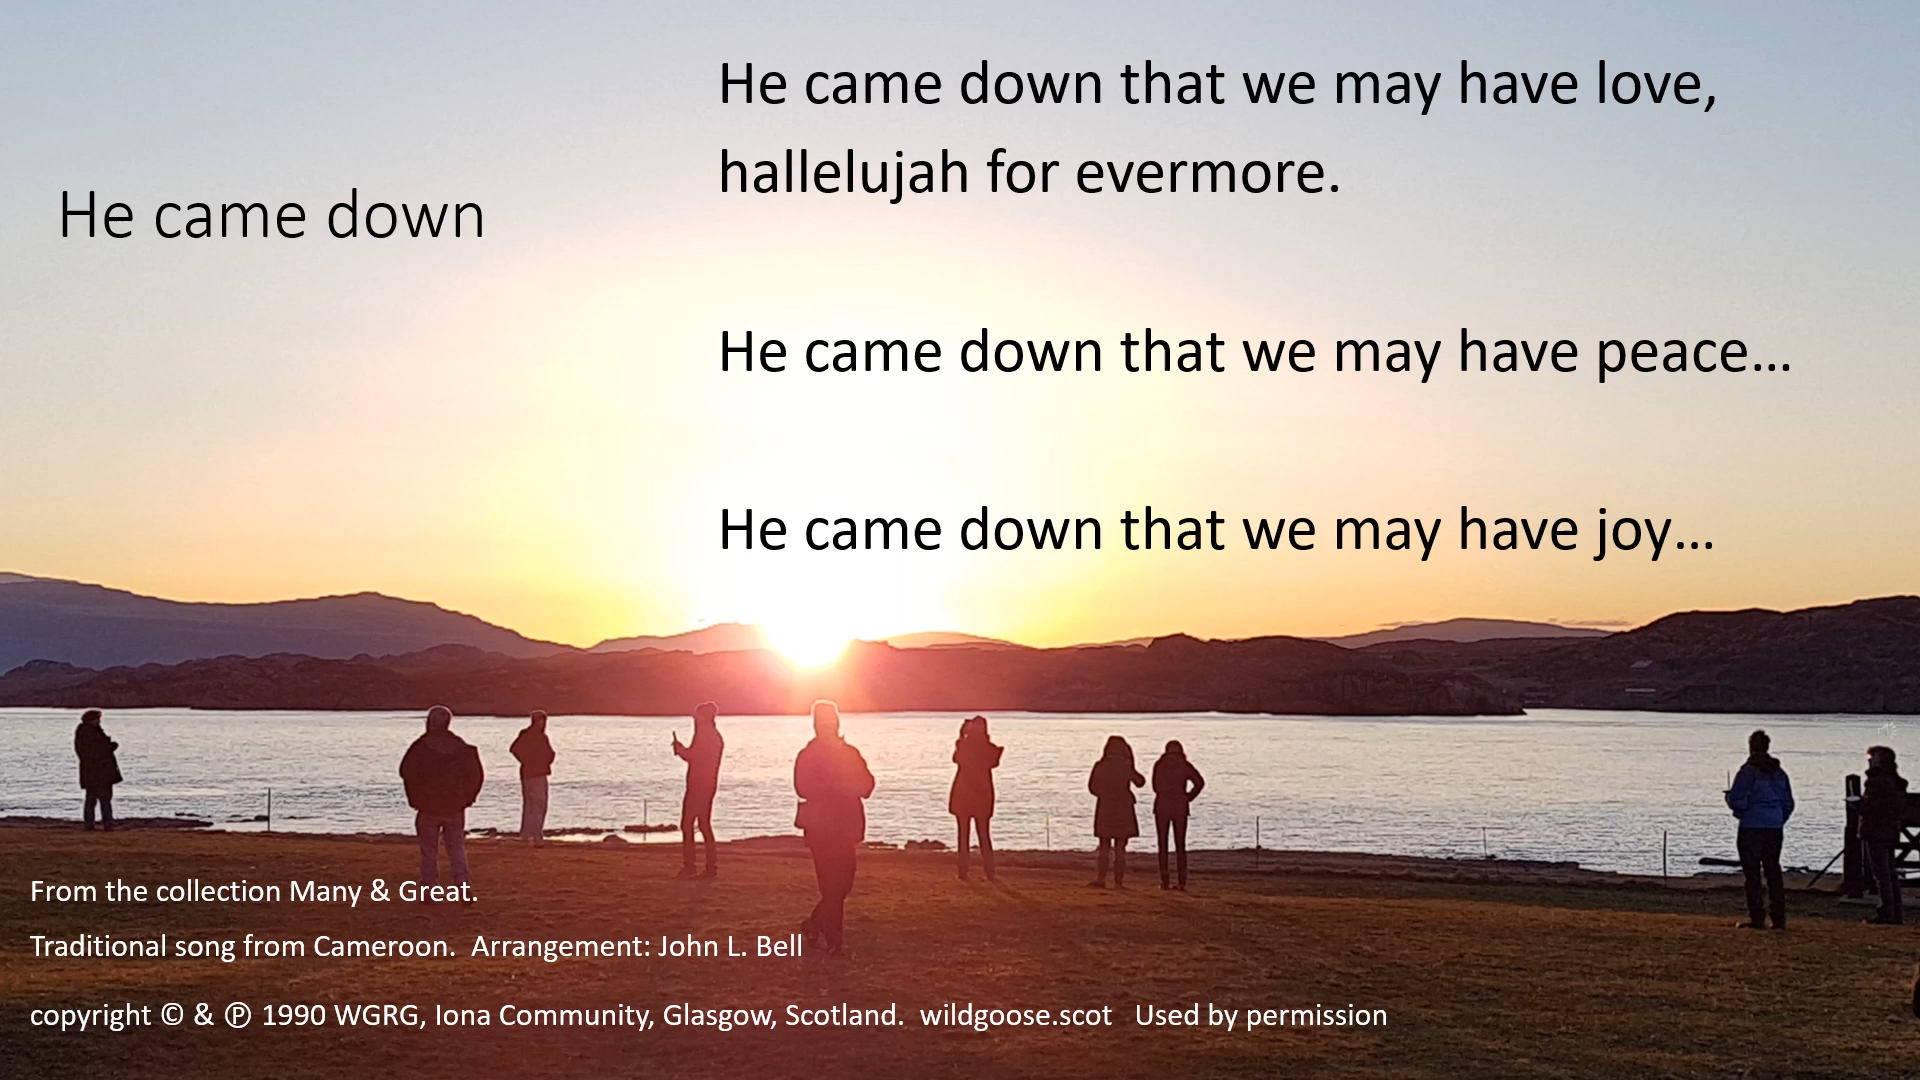 He came down
He came down that we may have love,
hallelujah for evermore.
He came down that we may have peace…
He came down that we may have joy…
From the collection Many & Great.
Traditional song from Cameroon.  Arrangement: John L. Bell
copyright © & ℗ 1990 WGRG, Iona Community, Glasgow, Scotland.  wildgoose.scot   Used by permission